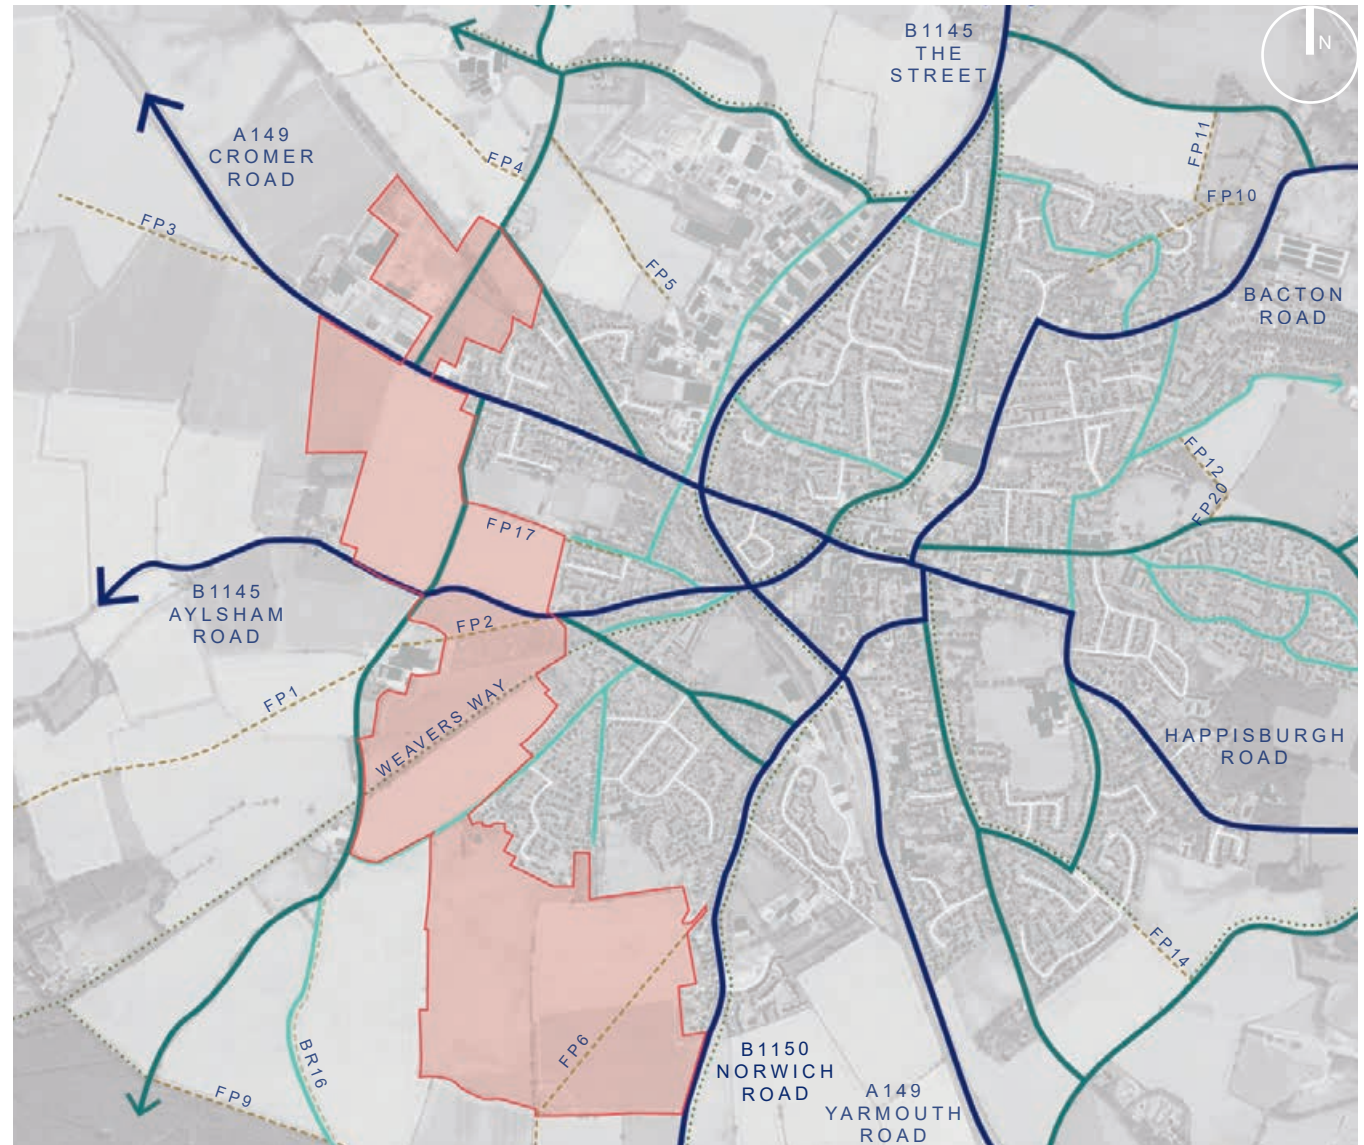 B1145
THE
STREET
N
A149
CROMER
ROAD
FP4
FP11
FP10
FP3
FP5
BACTON
ROAD
FP12
FP20
FP17
B1145
AYLSHAM
ROAD
FP2
FP1
WEAVERS WAY
HAPPISBURGH
ROAD
FP14
FP6
BR16
B1150
NORWICH
ROAD
FP9
A149
YARMOUTH
ROAD